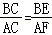 BC/AC = BE/AF